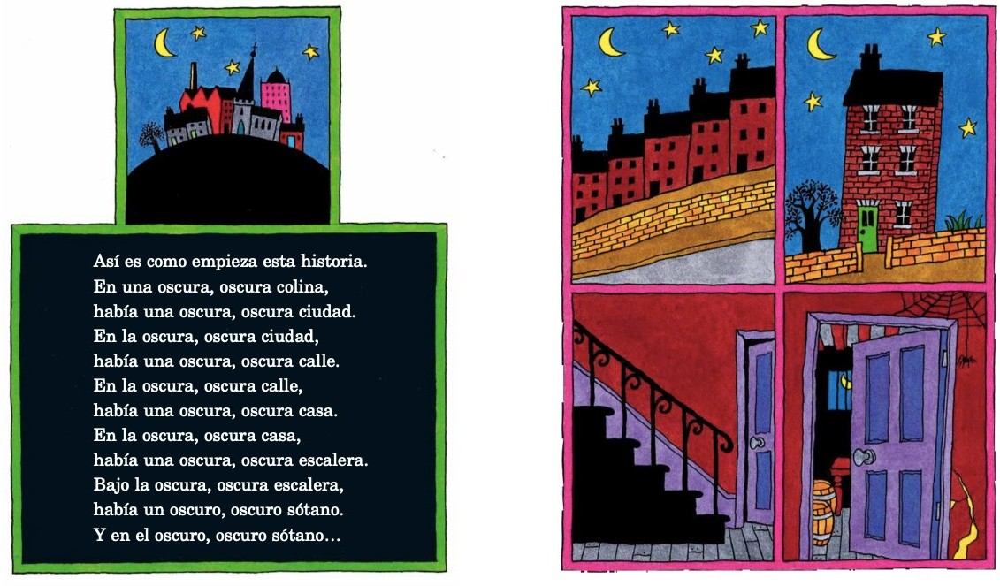 Así es como empieza esta historia.
En una oscura, oscura colina,
había una oscura, oscura ciudad.
En la oscura, oscura ciudad,
había una oscura, oscura calle.
En la oscura, oscura calle,
había una oscura, oscura casa.
En la oscura, oscura casa,
había una oscura, oscura escalera.
Bajo la oscura, oscura escalera,
había un oscuro, oscuro sótano.
Y en el oscuro, oscuro sótano…